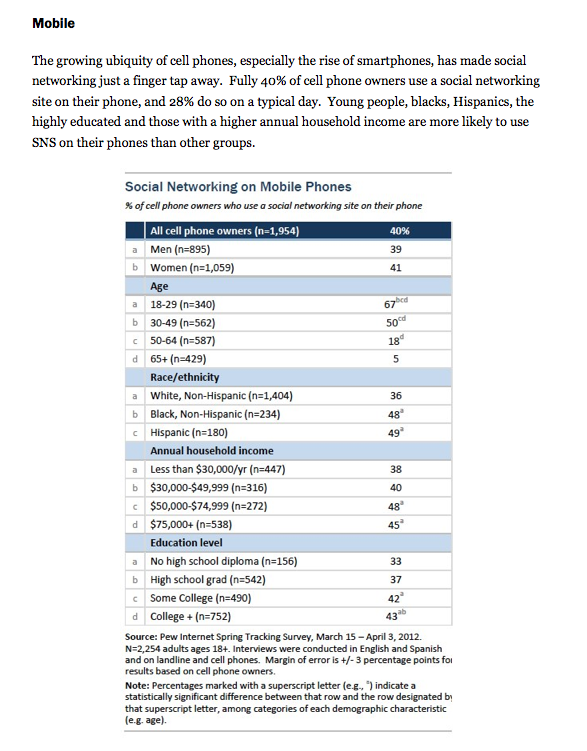 Mobile
The growing ubiquity of cell phones, especially the rise of smartphones, has made social
networking just a finger tap away.  Fully 40% of cell phone owners use a social networking
site on their phone, and 28% do so on a typical day.  Young people, blacks, Hispanics, the
highly educated and those with a higher annual household income are more likely to use
SNS on their phones than other groups.
Social Networking on Mobile Phones
% of cell phone owners who use a social networking site on their phone
All cell phone owners (n=1,954) 40%
a Men (n=895) 39
b Women (n=1,059) 41
Age
a 18-29 (n=340) 67bcd
b 30-49 (n=562) 50cd
c 50-64 (n=587) 18d
d 65+ (n=429) 5
Race/ethnicity
a White, Non-Hispanic (n=1,404) 36
b Black, Non-Hispanic (n=234) 48a
c Hispanic (n=180) 49a
Annual household income
a Less than $30,000/yr (n=447) 38
b $30,000-$49,999 (n=316) 40
c $50,000-$74,999 (n=272) 48a
d $75,000+ (n=538) 45a
Education level
a No high school diploma (n=156) 33
b High school grad (n=542) 37
c Some College (n=490) 42a
d College + (n=752) 43ab
Source: Pew Internet Spring Tracking Survey, March 15 – April 3, 2012.
N=2,254 adults ages 18+. Interviews were conducted in English and Spanish
and on landline and cell phones.  Margin of error is +/- 3 percentage points for
results based on cell phone owners.
Note: Percentages marked with a superscript letter (e.g., a) indicate a
statistically significant difference between that row and the row designated by
that superscript letter, among categories of each demographic characteristic
(e.g. age).